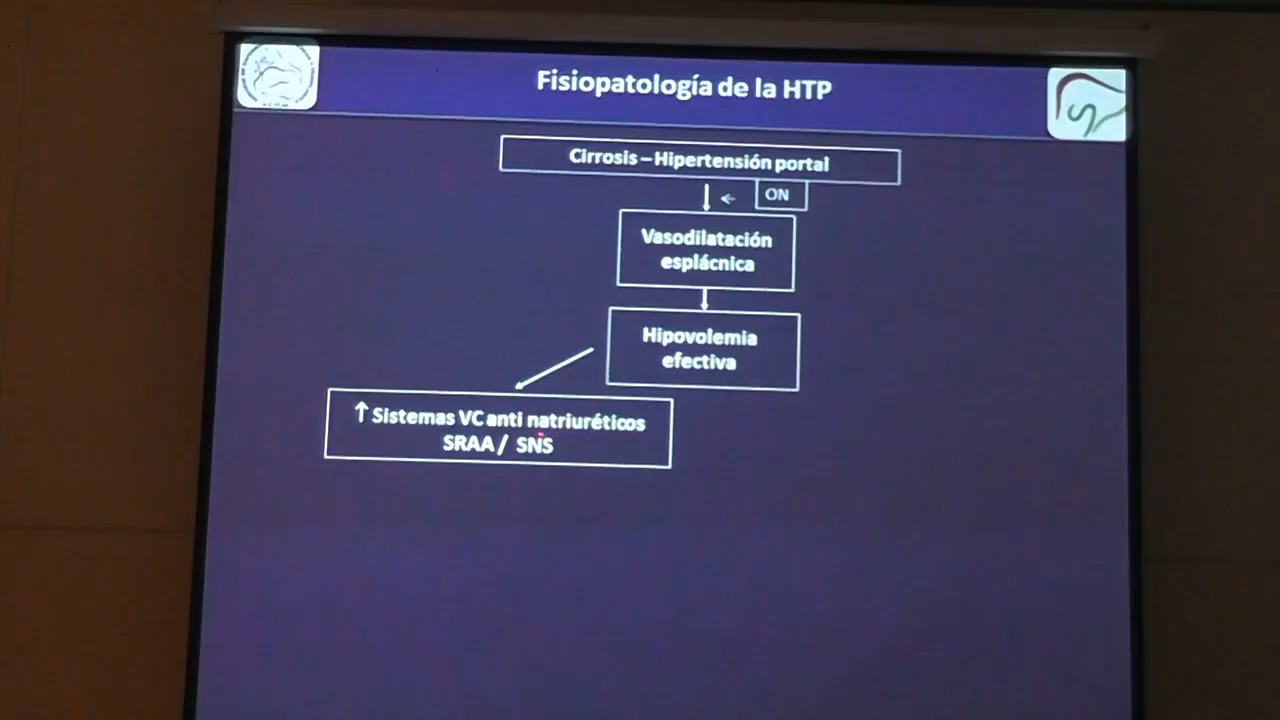 Fisiopatología de la HTP
Cirrosis – Hipertensión portal
ON
Vasodilatación
esplácnica
Hipovolemia
efectiva
↑ Sistemas VC anti natriuréticos
SRAA / SNS